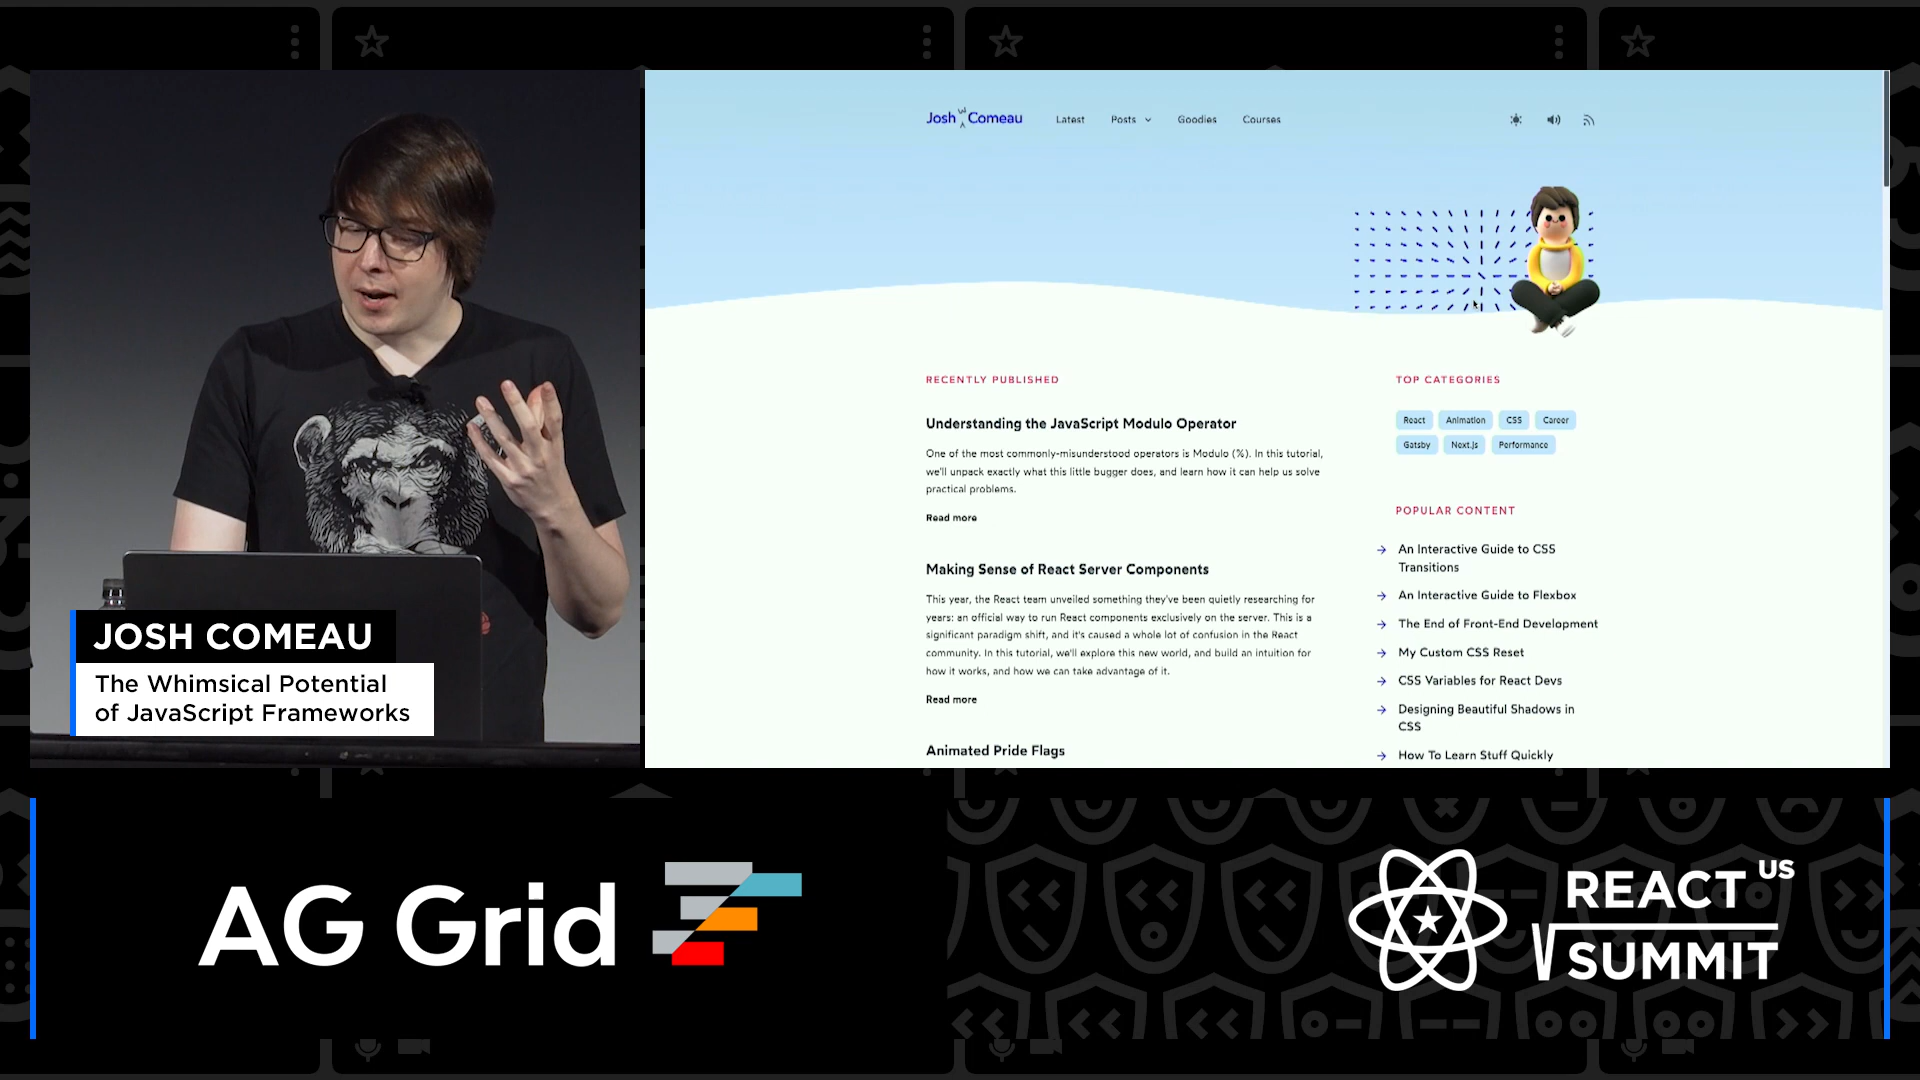 Josh W Comeau
Latest
Posts
Goodies
Courses
RECENTLY PUBLISHED
Understanding the JavaScript Modulo Operator
One of the most commonly-misunderstood operators is Modulo (%). In this tutorial,
we'll unpack exactly what this little bugger does, and learn how it can help us solve
practical problems.
Read more
Making Sense of React Server Components
This year, the React team unveiled something they've been quietly researching for
years: an official way to run React components exclusively on the server. This is a
significant paradigm shift, and it's caused a whole lot of confusion in the React
community. In this tutorial, we'll explore this new world, and build an intuition for
how it works, and how we can take advantage of it.
Read more
Animated Pride Flags
TOP CATEGORIES
React
Animation
CSS
Career
Gatsby
Next.js
Performance
POPULAR CONTENT
An Interactive Guide to CSS
Transitions
An Interactive Guide to Flexbox
The End of Front-End Development
My Custom CSS Reset
CSS Variables for React Devs
Designing Beautiful Shadows in
CSS
How To Learn Stuff Quickly
JOSH COMEAU
The Whimsical Potential
of JavaScript Frameworks
AG Grid
REACT US
SUMMIT